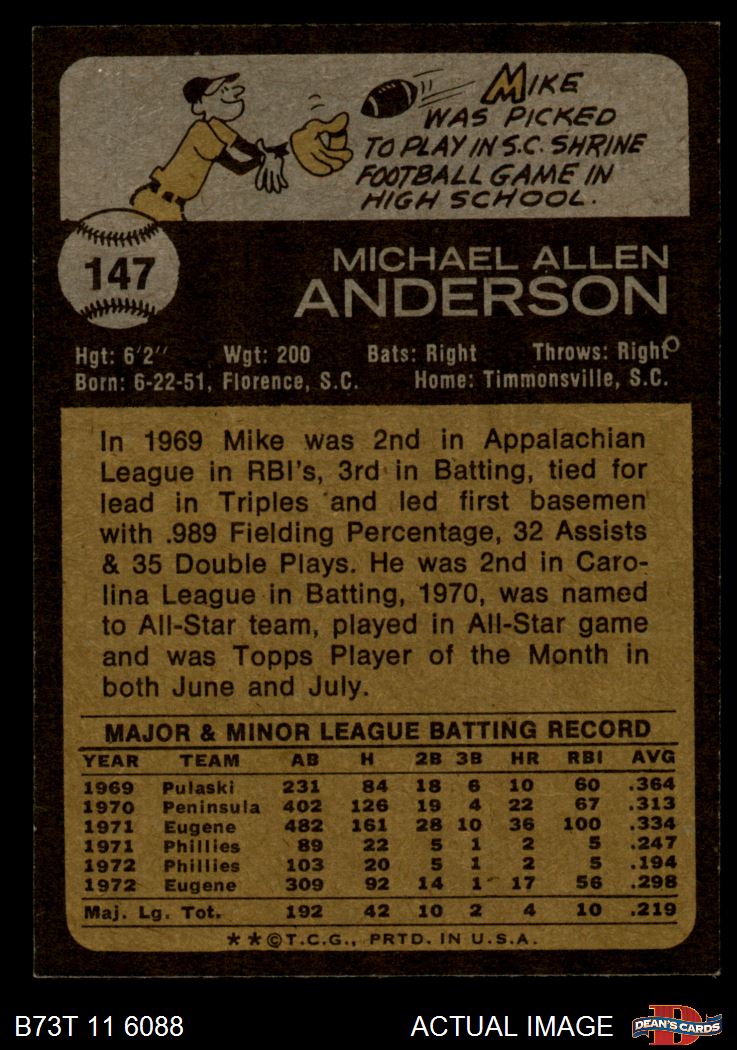 MIKE
WAS PICKED
TO PLAY IN S.C. SHRINE
FOOTBALL GAME IN
HIGH SCHOOL.
147
MICHAEL ALLEN
ANDERSON
Hgt: 6'2" Wgt: 200 Bats: Right Throws: Right
Born: 6-22-51, Florence, S.C. Home: Timmonsville, S.C.
In 1969 Mike was 2nd in Appalachian
League in RBI's, 3rd in Batting, tied for
lead in Triples and led first basemen
with .989 Fielding Percentage, 32 Assists
& 35 Double Plays. He was 2nd in Caro-
lina League in Batting, 1970, was named
to All-Star team, played in All-Star game
and was Topps Player of the Month in
both June and July.
MAJOR & MINOR LEAGUE BATTING RECORD
YEAR TEAM AB H 2B 3B HR RBI AVG
1969 Pulaski 231 84 18 6 10 60 .364
1970 Peninsula 402 126 19 4 22 67 .313
1971 Eugene 482 161 28 10 36 100 .334
1971 Phillies 89 22 5 1 2 5 .247
1972 Phillies 103 20 5 1 2 5 .194
1972 Eugene 309 92 14 1 17 56 .298
Maj. Lg. Tot. 192 42 10 2 4 10 .219
**©T.C.G., PRTD. IN U.S.A.
B73T 11 6088 ACTUAL IMAGE DEAN'S CARDS